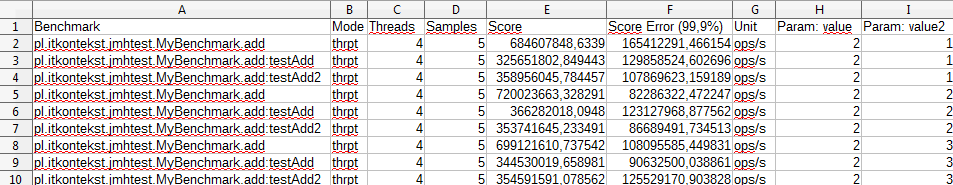 A B C D E F G H I
1 Benchmark Mode Threads Samples Score Score Error (99,9%) Unit Param: value Param: value2
2 pl.itkontekst.jmhtest.MyBenchmark.add thrpt 4 5 684607848,6339 165412291,466154 ops/s 2 1
3 pl.itkontekst.jmhtest.MyBenchmark.add:testAdd thrpt 4 5 325651802,849443 129858524,602696 ops/s 2 1
4 pl.itkontekst.jmhtest.MyBenchmark.add:testAdd2 thrpt 4 5 358956045,784457 107869623,159189 ops/s 2 1
5 pl.itkontekst.jmhtest.MyBenchmark.add thrpt 4 5 720023663,328291 82286322,472247 ops/s 2 2
6 pl.itkontekst.jmhtest.MyBenchmark.add:testAdd thrpt 4 5 366282018,0948 123127968,877562 ops/s 2 2
7 pl.itkontekst.jmhtest.MyBenchmark.add:testAdd2 thrpt 4 5 353741645,233491 86689491,734513 ops/s 2 2
8 pl.itkontekst.jmhtest.MyBenchmark.add thrpt 4 5 699121610,737542 108095585,449831 ops/s 2 3
9 pl.itkontekst.jmhtest.MyBenchmark.add:testAdd thrpt 4 5 344530019,658981 90632500,038861 ops/s 2 3
10 pl.itkontekst.jmhtest.MyBenchmark.add:testAdd2 thrpt 4 5 354591591,078562 125529170,903828 ops/s 2 3